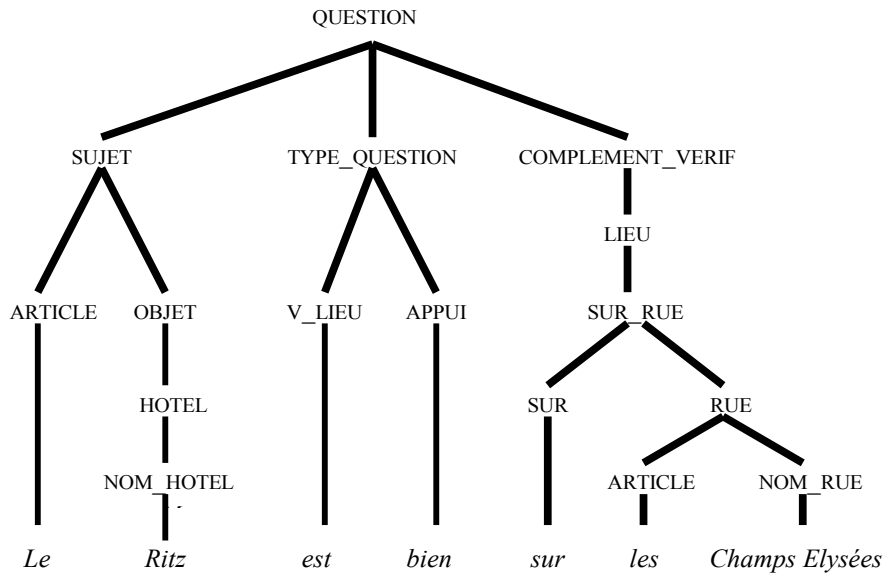 QUESTION
SUJET TYPE_QUESTION COMPLEMENT_VERIF
LIEU
ARTICLE OBJET V_LIEU APPUI SUR_RUE
HOTEL SUR RUE
NOM_HOTEL ARTICLE NOM_RUE
Le Ritz est bien sur les Champs Elysées